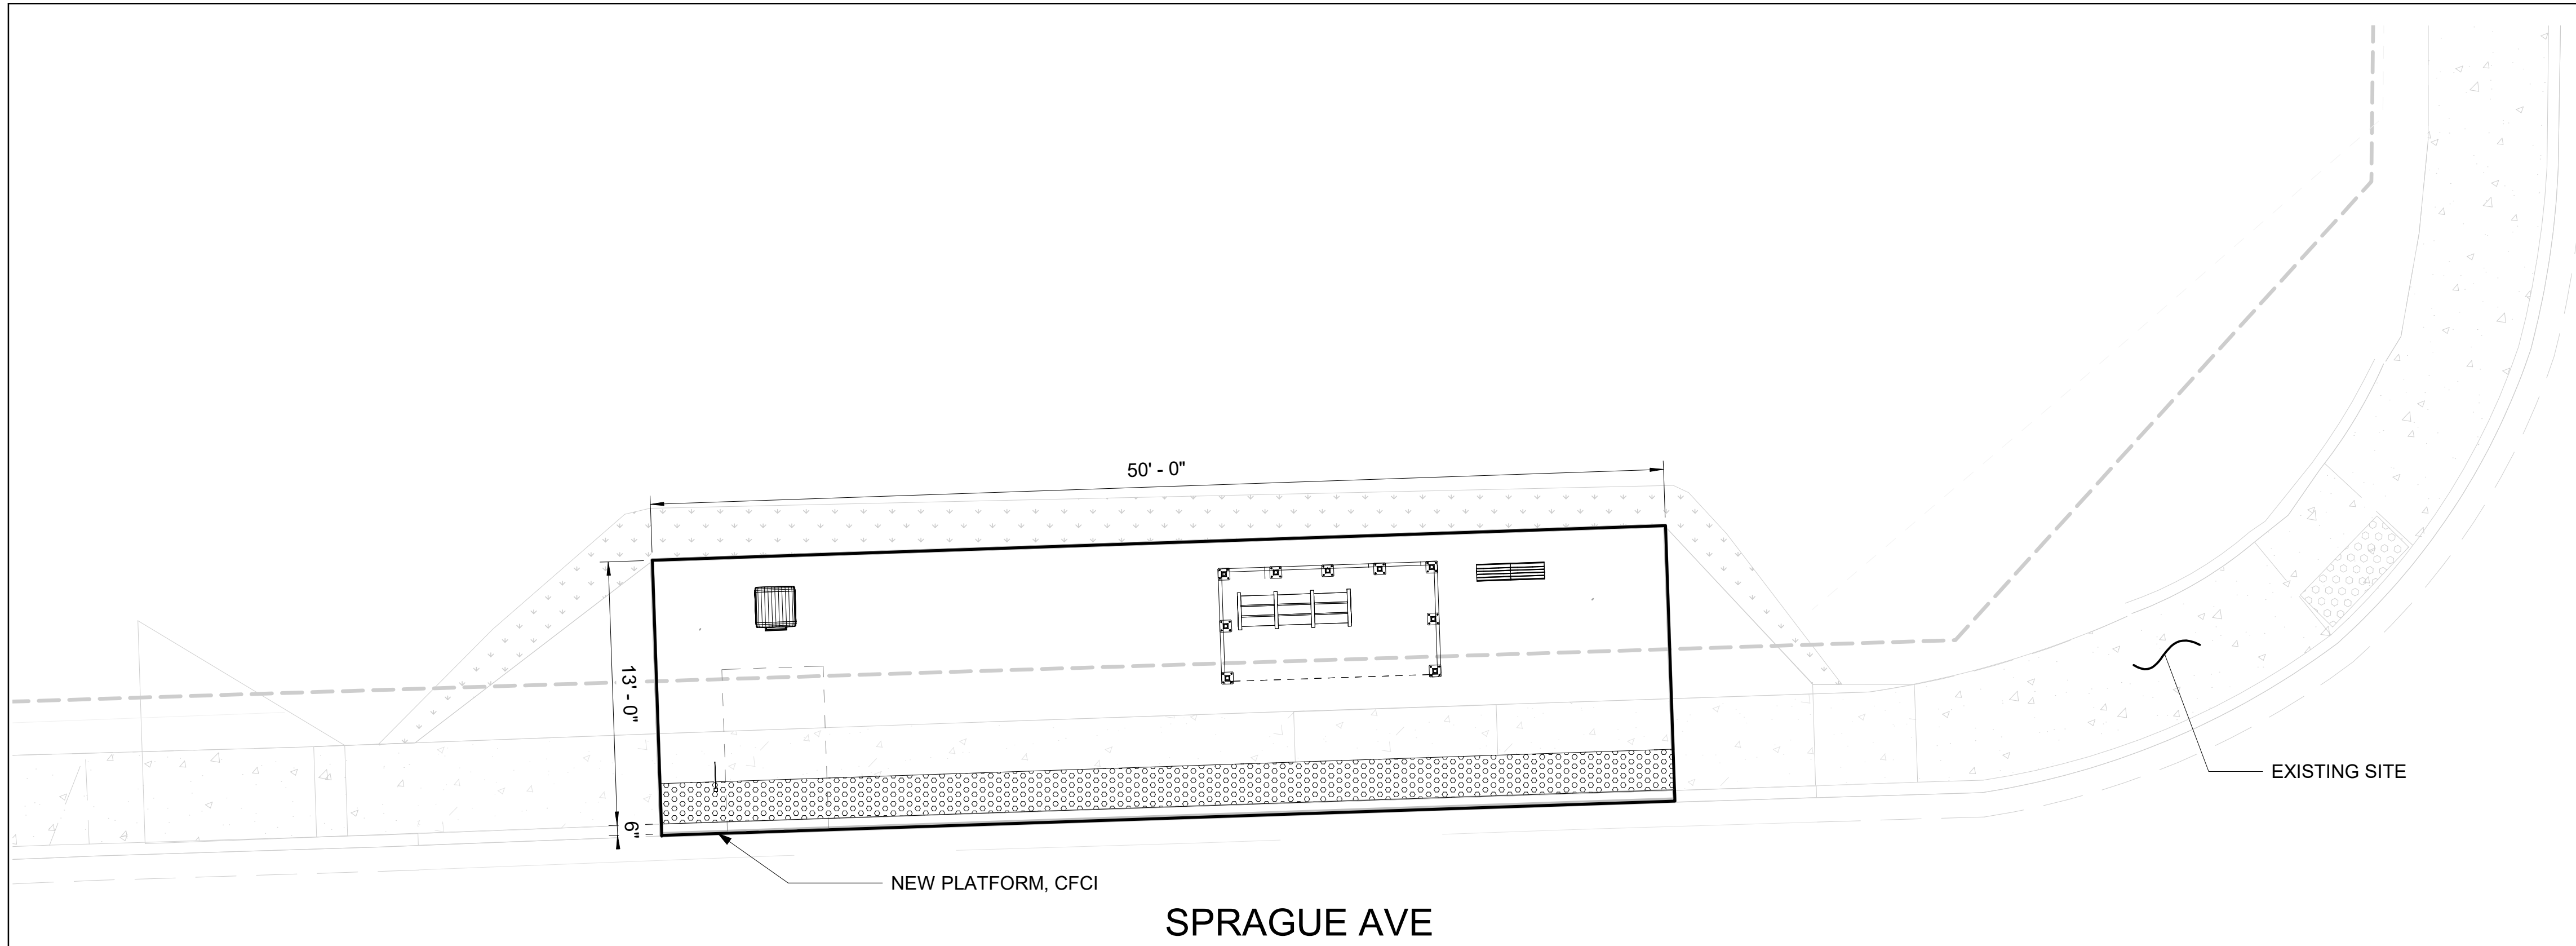 50' - 0"
13' - 0"
6"
EXISTING SITE
NEW PLATFORM, CFCI
SPRAGUE AVE